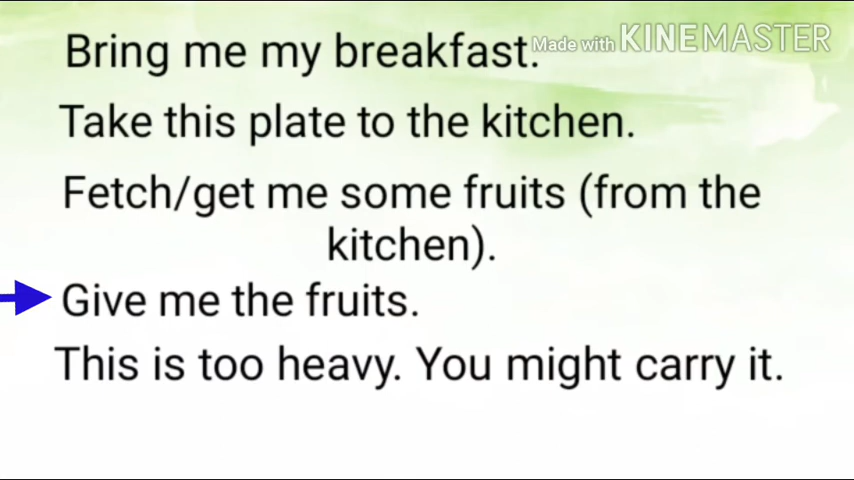 Bring me my breakfast.
Made with KINEMASTER
Take this plate to the kitchen.
Fetch/get me some fruits (from the
kitchen).
Give me the fruits.
This is too heavy. You might carry it.